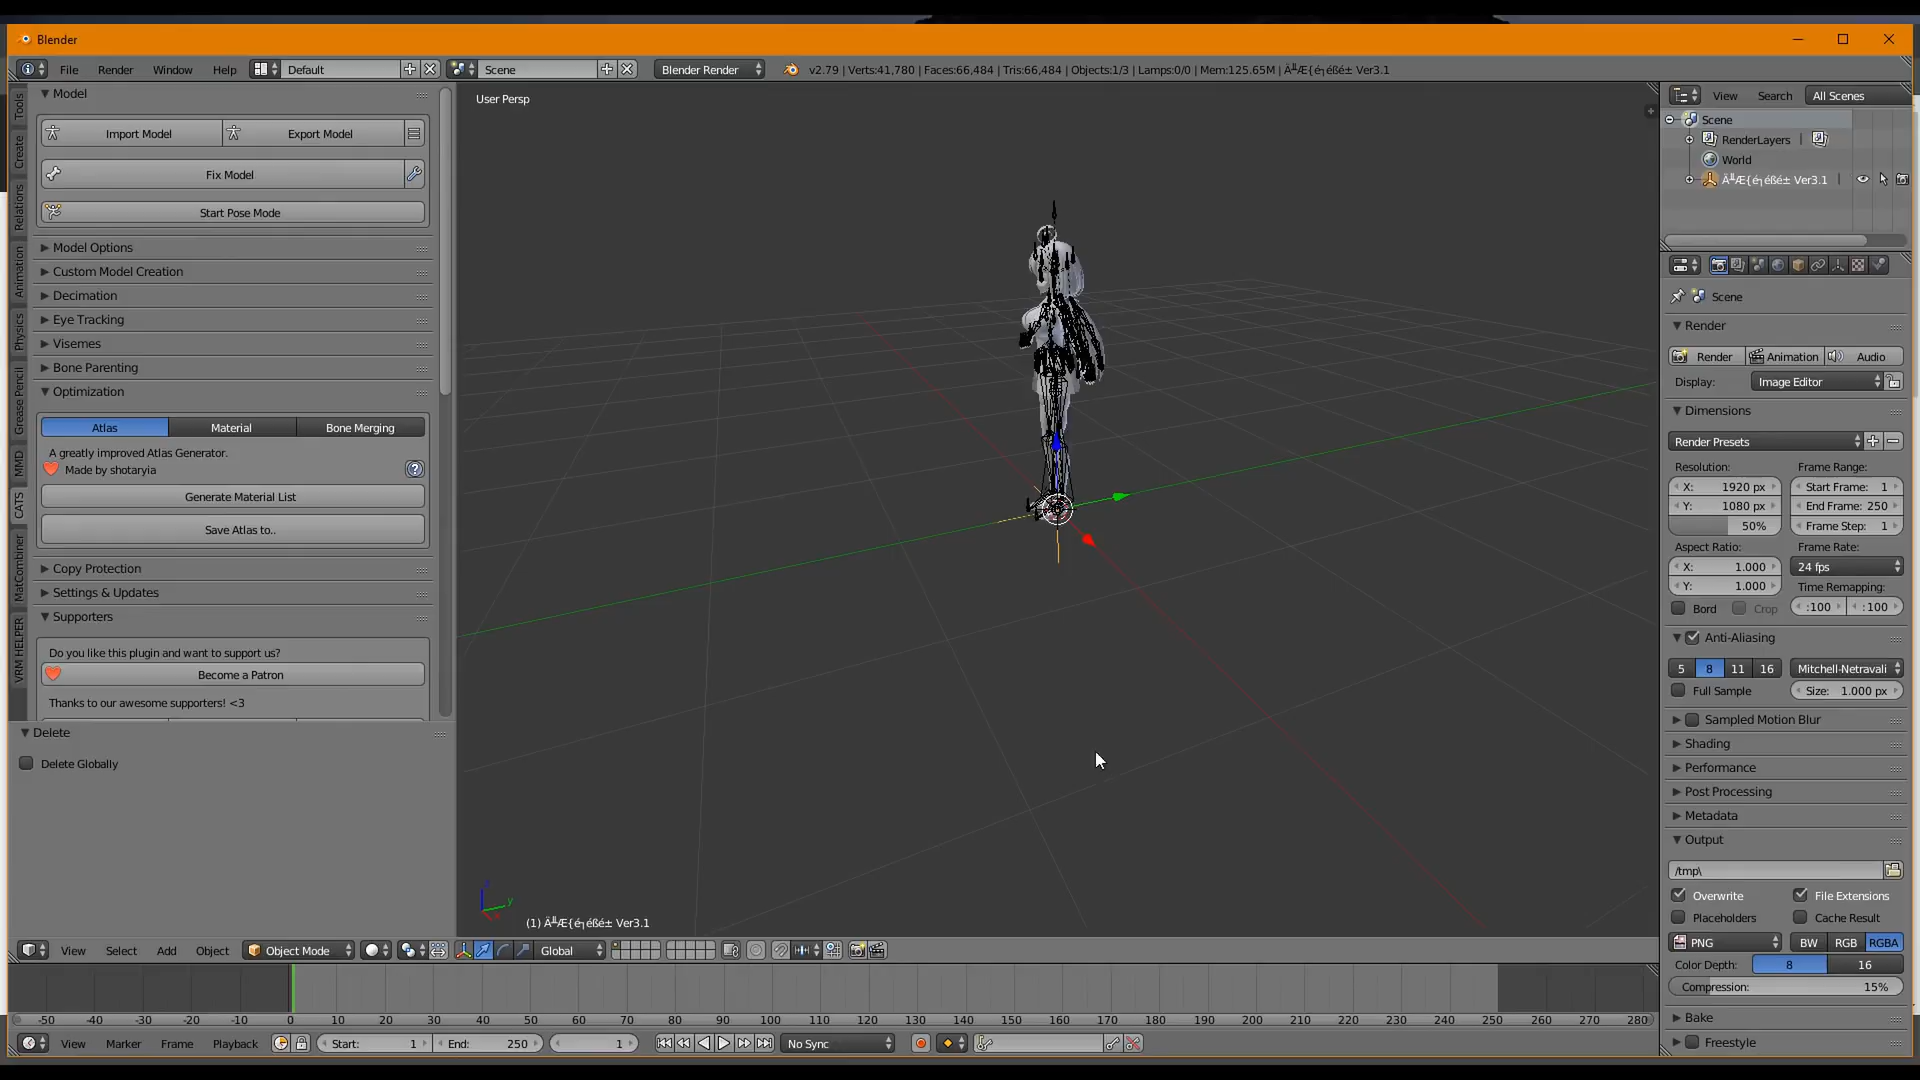 Blender
File Render Window Help Default Scene Blender Render v2.79 | Verts:41,780 | Faces:66,484 | Tris:66,484 | Objects:1/3 | Lamps:0/0 | Mem:125.65M |
Tools
Create
Relations
Animation
Physics
Grease Pencil
MMD
CATS
MatCombiner
VRM HELPER
Model
Import Model Export Model
Fix Model
Start Pose Mode
Model Options
Custom Model Creation
Decimation
Eye Tracking
Visemes
Bone Parenting
Optimization
Atlas Material Bone Merging
A greatly improved Atlas Generator.
Made by shotaryia
Generate Material List
Save Atlas to..
Copy Protection
Settings & Updates
Supporters
Do you like this plugin and want to support us?
Become a Patron
Thanks to our awesome supporters! <3
Delete
Delete Globally
User Persp
(1) Ver3.1
View Select Add Object Object Mode Global
-50 -40 -30 -20 -10 0 10 20 30 40 50 60 70 80 90 100 110 120 130 140 150 160 170 180 190 200 210 220 230 240 250 260 270 280
View Marker Frame Playback Start: 1 End: 250 1 No Sync
View Search All Scenes
Scene
RenderLayers
World
Ver3.1
Scene
Render
Render Animation Audio
Display: Image Editor
Dimensions
Render Presets
Resolution: Frame Range:
X: 1920 px Start Frame: 1
Y: 1080 px End Frame: 250
50% Frame Step: 1
Aspect Ratio: Frame Rate:
X: 1.000 24 fps
Y: 1.000 Time Remapping:
Bord Crop :100 :100
Anti-Aliasing
5 8 11 16 Mitchell-Netravali
Full Sample Size: 1.000 px
Sampled Motion Blur
Shading
Performance
Post Processing
Metadata
Output
/tmp\
Overwrite File Extensions
Placeholders Cache Result
PNG BW RGB RGBA
Color Depth: 8 16
Compression: 15%
Bake
Freestyle